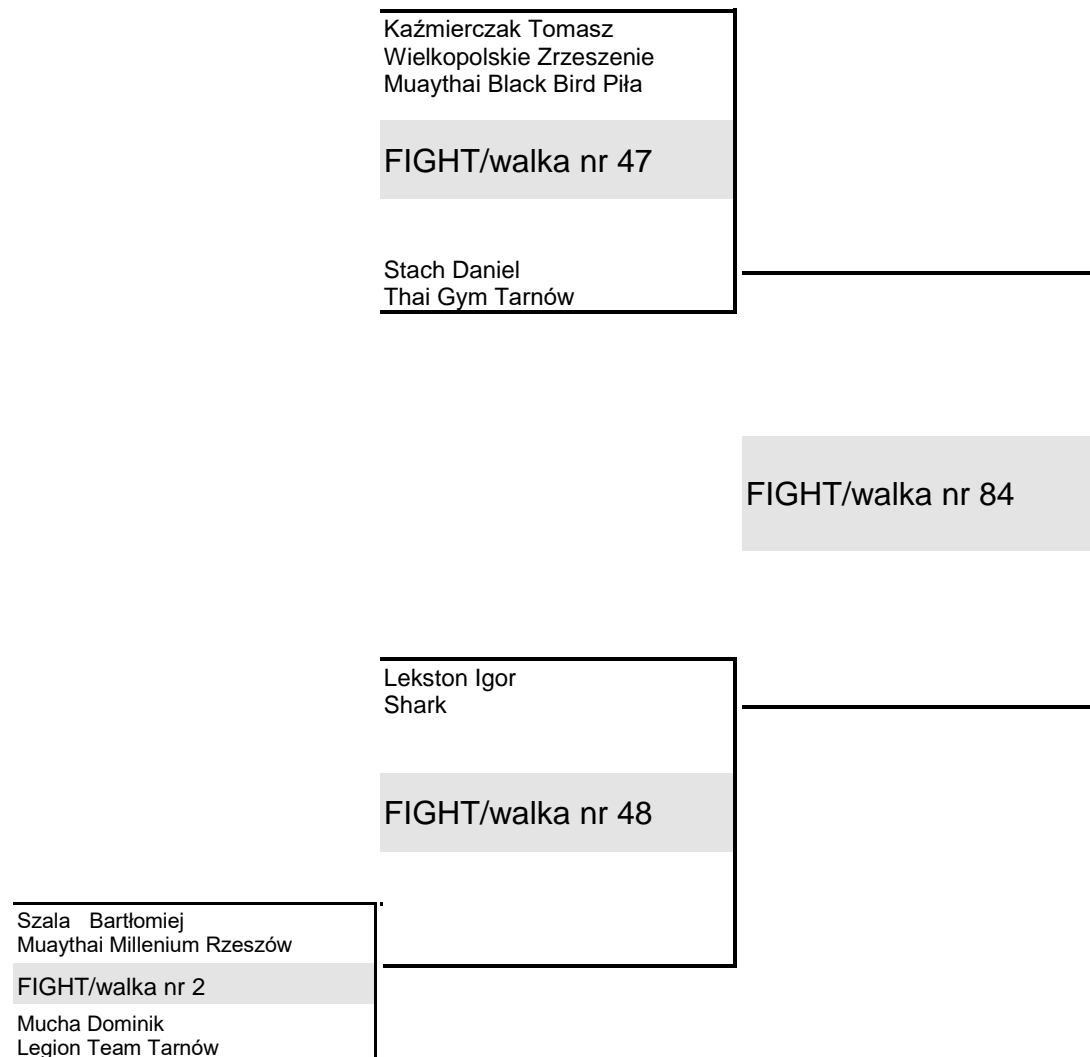 Kaźmierczak Tomasz
Wielkopolskie Zrzeszenie
Muaythai Black Bird Piła
FIGHT/walka nr 47
Stach Daniel
Thai Gym Tarnów
FIGHT/walka nr 84
Lekston Igor
Shark
FIGHT/walka nr 48
Szala Bartłomiej
Muaythai Millenium Rzeszów
FIGHT/walka nr 2
Mucha Dominik
Legion Team Tarnów